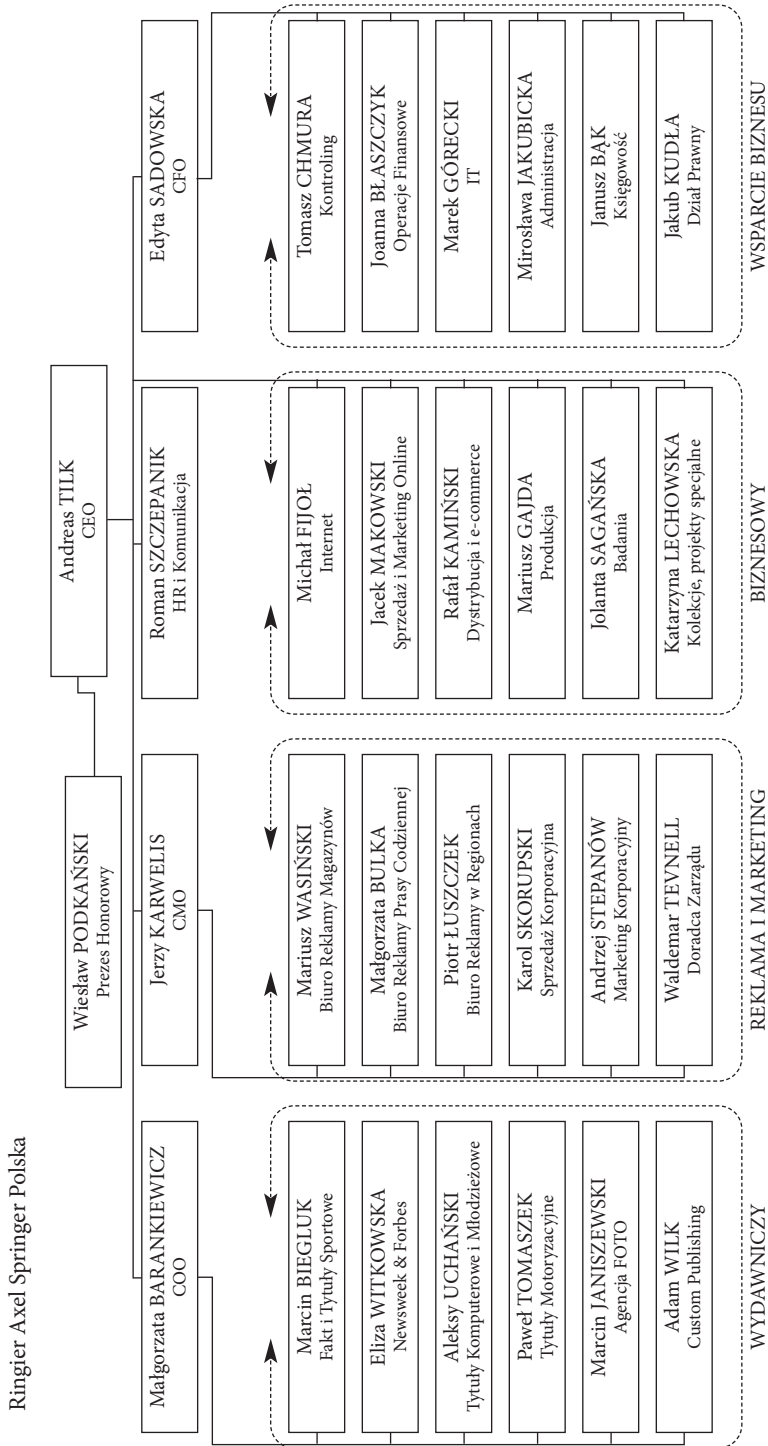 Ringier Axel Springer Polska
Wiesław PODKAŃSKI
Prezes Honorowy
Andreas TILK
CEO
Małgorzata BARANKIEWICZ
COO
Jerzy KARWELIS
CMO
Roman SZCZEPANIK
HR i Komunikacja
Edyta SADOWSKA
CFO
Marcin BIEGLUK
Fakt i Tytuły Sportowe
Eliza WITKOWSKA
Newsweek & Forbes
Aleksy UCHAŃSKI
Tytuły Komputerowe i Młodzieżowe
Paweł TOMASZEK
Tytuły Motoryzacyjne
Marcin JANISZEWSKI
Agencja FOTO
Adam WILK
Custom Publishing
WYDAWNICZY
Mariusz WASIŃSKI
Biuro Reklamy Magazynów
Małgorzata BULKA
Biuro Reklamy Prasy Codziennej
Piotr ŁUSZCZEK
Biuro Reklamy w Regionach
Karol SKORUPSKI
Sprzedaż Korporacyjna
Andrzej STEPANÓW
Marketing Korporacyjny
Waldemar TEVNELL
Doradca Zarządu
REKLAMA I MARKETING
Michał FIJOŁ
Internet
Jacek MAKOWSKI
Sprzedaż i Marketing Online
Rafał KAMIŃSKI
Dystrybucja i e-commerce
Mariusz GAJDA
Produkcja
Jolanta SAGAŃSKA
Badania
Katarzyna LECHOWSKA
Kolekcje, projekty specjalne
BIZNESOWY
Tomasz CHMURA
Kontroling
Joanna BŁASZCZYK
Operacje Finansowe
Marek GÓRECKI
IT
Mirosława JAKUBICKA
Administracja
Janusz BĄK
Księgowość
Jakub KUDŁA
Dział Prawny
WSPARCIE BIZNESU